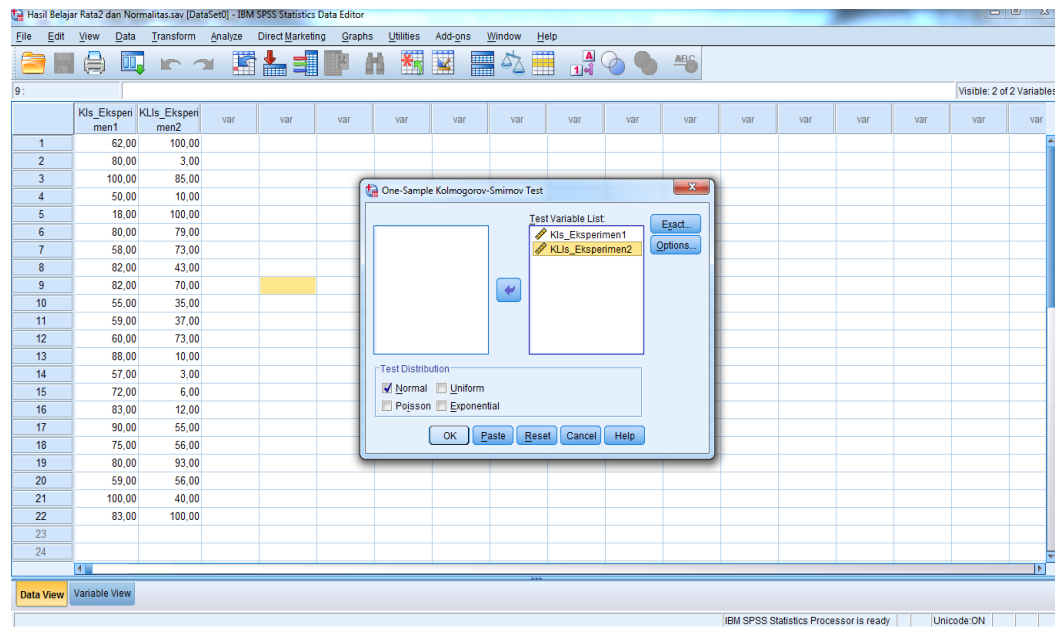 Hasil Belajar Rata2 dan Normalitas.sav [DataSet0] - IBM SPSS Statistics Data Editor
File Edit View Data Transform Analyze Direct Marketing Graphs Utilities Add-ons Window Help
9 :
Visible: 2 of 2 Variables
Kls_Eksperimen1 KLls_Eksperimen2 var var var var var var var var var var var var var var var
1 62,00 100,00
2 80,00 3,00
3 100,00 85,00
4 50,00 10,00
5 18,00 100,00
6 80,00 79,00
7 58,00 73,00
8 82,00 43,00
9 82,00 70,00
10 55,00 35,00
11 59,00 37,00
12 60,00 73,00
13 88,00 10,00
14 57,00 3,00
15 72,00 6,00
16 83,00 12,00
17 90,00 55,00
18 75,00 56,00
19 80,00 93,00
20 59,00 56,00
21 100,00 40,00
22 83,00 100,00
23
24
One-Sample Kolmogorov-Smirnov Test
Test Variable List:
Kls_Eksperimen1
KLls_Eksperimen2
Exact...
Options...
Test Distribution
Normal Uniform
Poisson Exponential
OK Paste Reset Cancel Help
Data View Variable View
IBM SPSS Statistics Processor is ready Unicode:ON